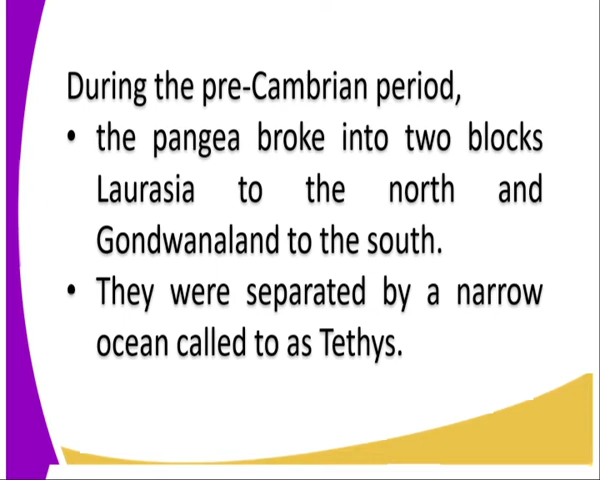 During the pre-Cambrian period,
• the pangea broke into two blocks
Laurasia to the north and
Gondwanaland to the south.
• They were separated by a narrow
ocean called to as Tethys.